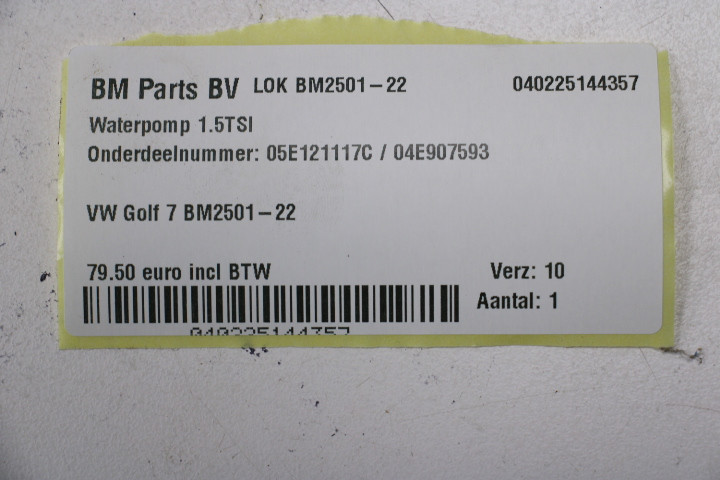 BM Parts BV LOK BM2501-22 040225144357
Waterpomp 1.5TSI
Onderdeelnummer: 05E121117C / 04E907593
VW Golf 7 BM2501-22
79.50 euro incl BTW Verz: 10
Aantal: 1
040225144357